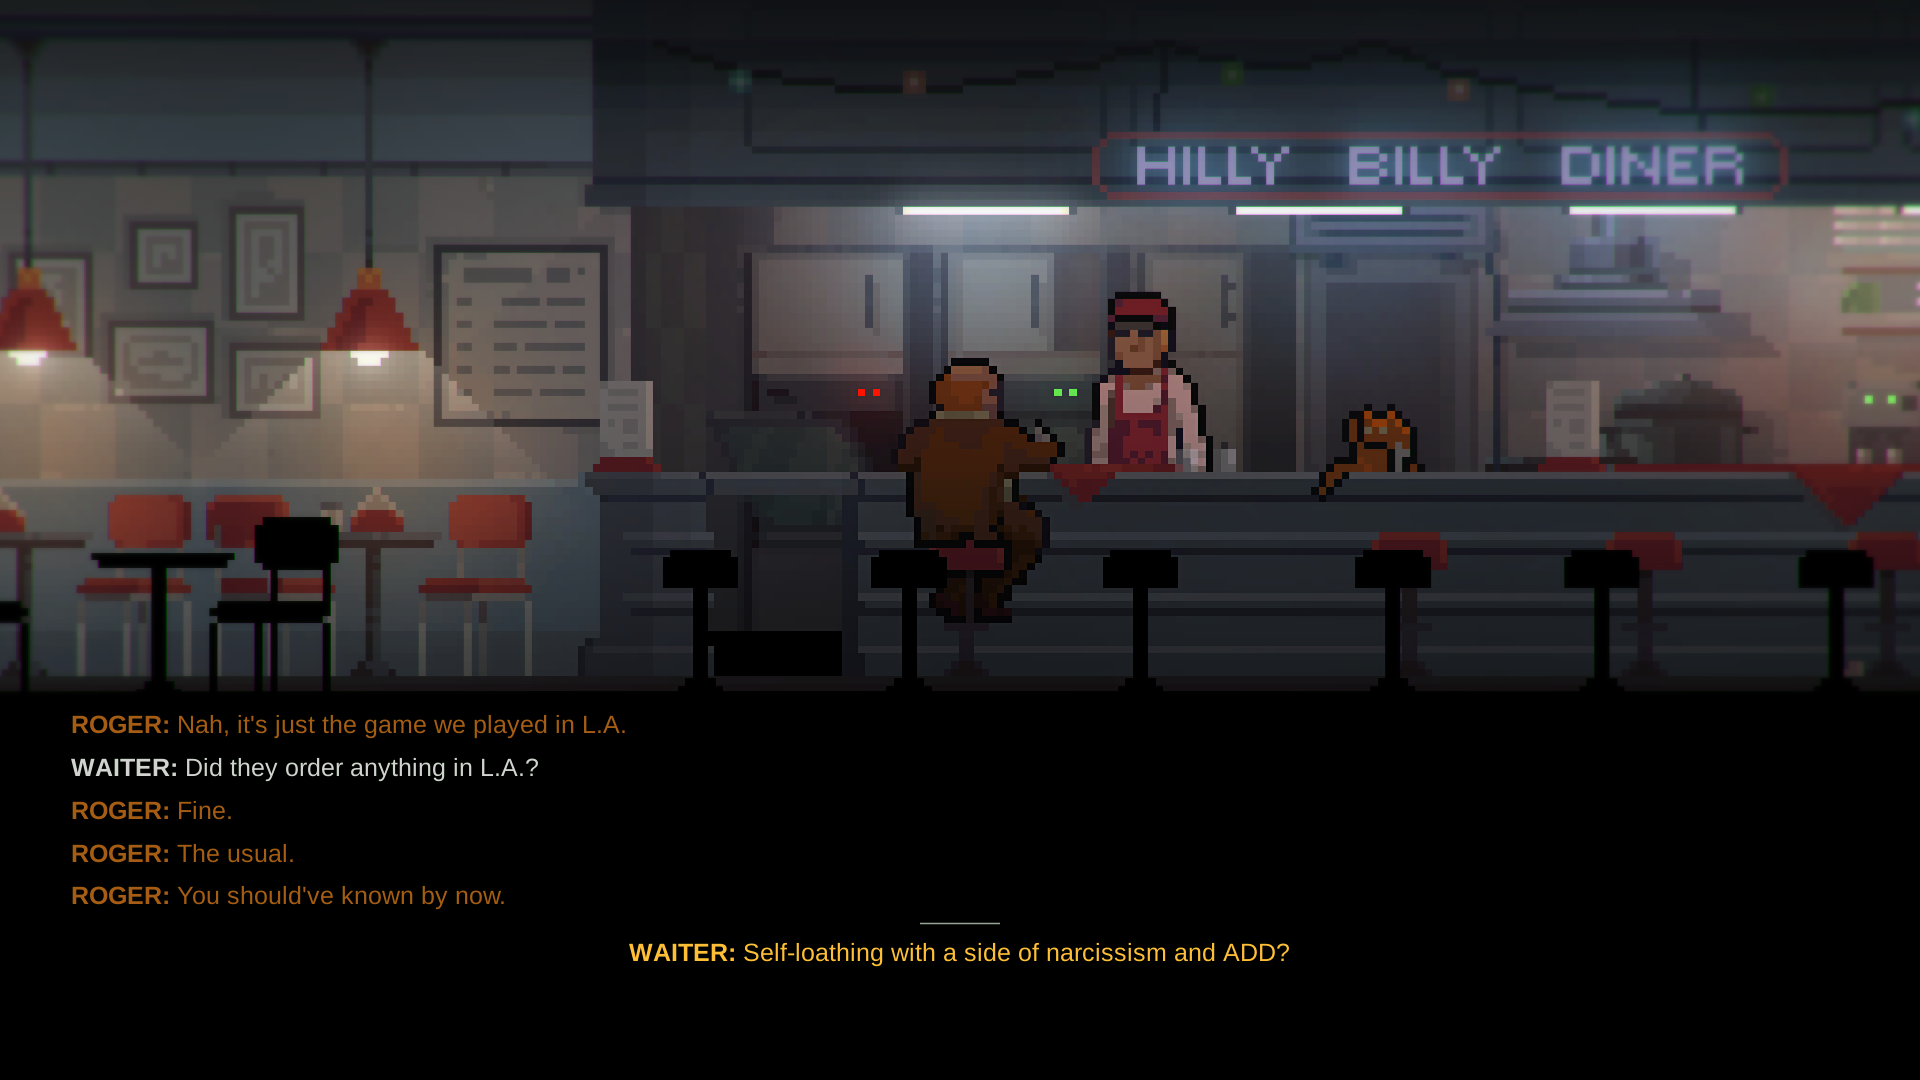 HILLY BILLY DINER
ROGER: Nah, it's just the game we played in L.A.
WAITER: Did they order anything in L.A.?
ROGER: Fine.
ROGER: The usual.
ROGER: You should've known by now.
WAITER: Self-loathing with a side of narcissism and ADD?